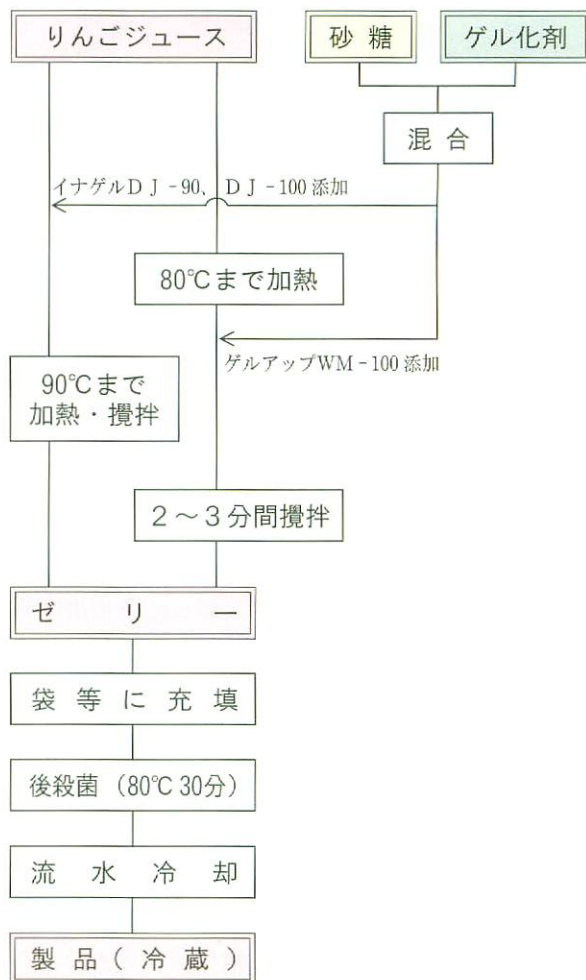 りんごジュース
砂 糖
ゲル化剤
混 合
イナゲルDJ-90、DJ-100添加
80℃まで加熱
ゲルアップWM-100添加
90℃まで
加熱・攪拌
2～3分間攪拌
ゼ リ ー
袋 等 に 充 填
後殺菌（80℃ 30分）
流 水 冷 却
製 品（ 冷 蔵 ）